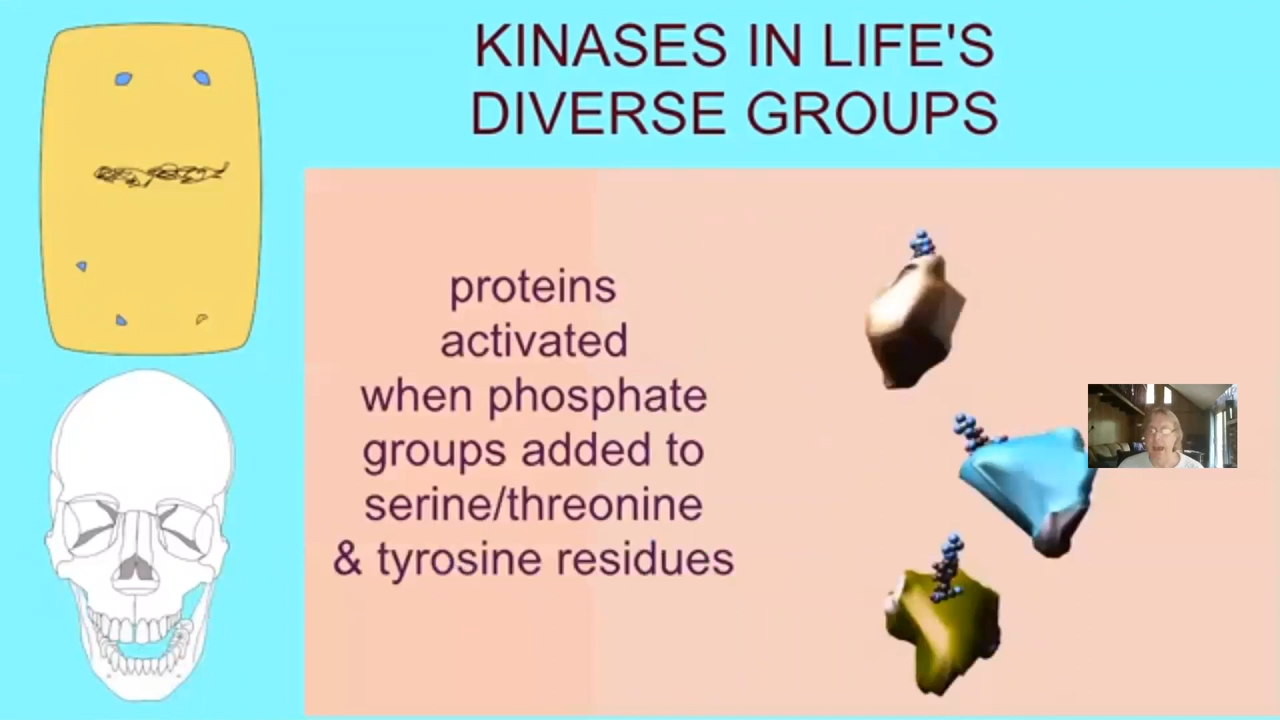 KINASES IN LIFE'S
DIVERSE GROUPS
proteins
activated
when phosphate
groups added to
serine/threonine
& tyrosine residues